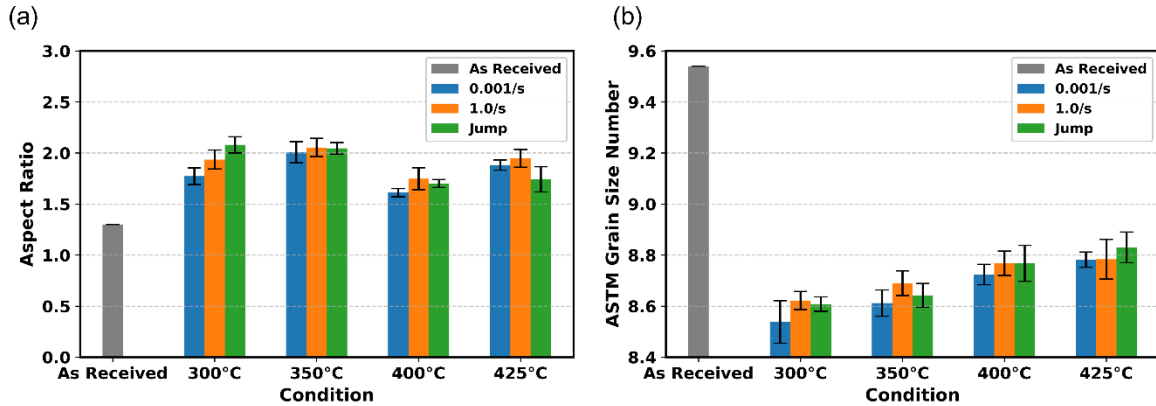 (a)
3.0
2.5
2.0
1.5
1.0
0.5
0.0
Aspect Ratio
As Received
0.001/s
1.0/s
Jump
As Received 300°C 350°C 400°C 425°C
Condition
(b)
9.6
9.4
9.2
9.0
8.8
8.6
8.4
ASTM Grain Size Number
As Received
0.001/s
1.0/s
Jump
As Received 300°C 350°C 400°C 425°C
Condition